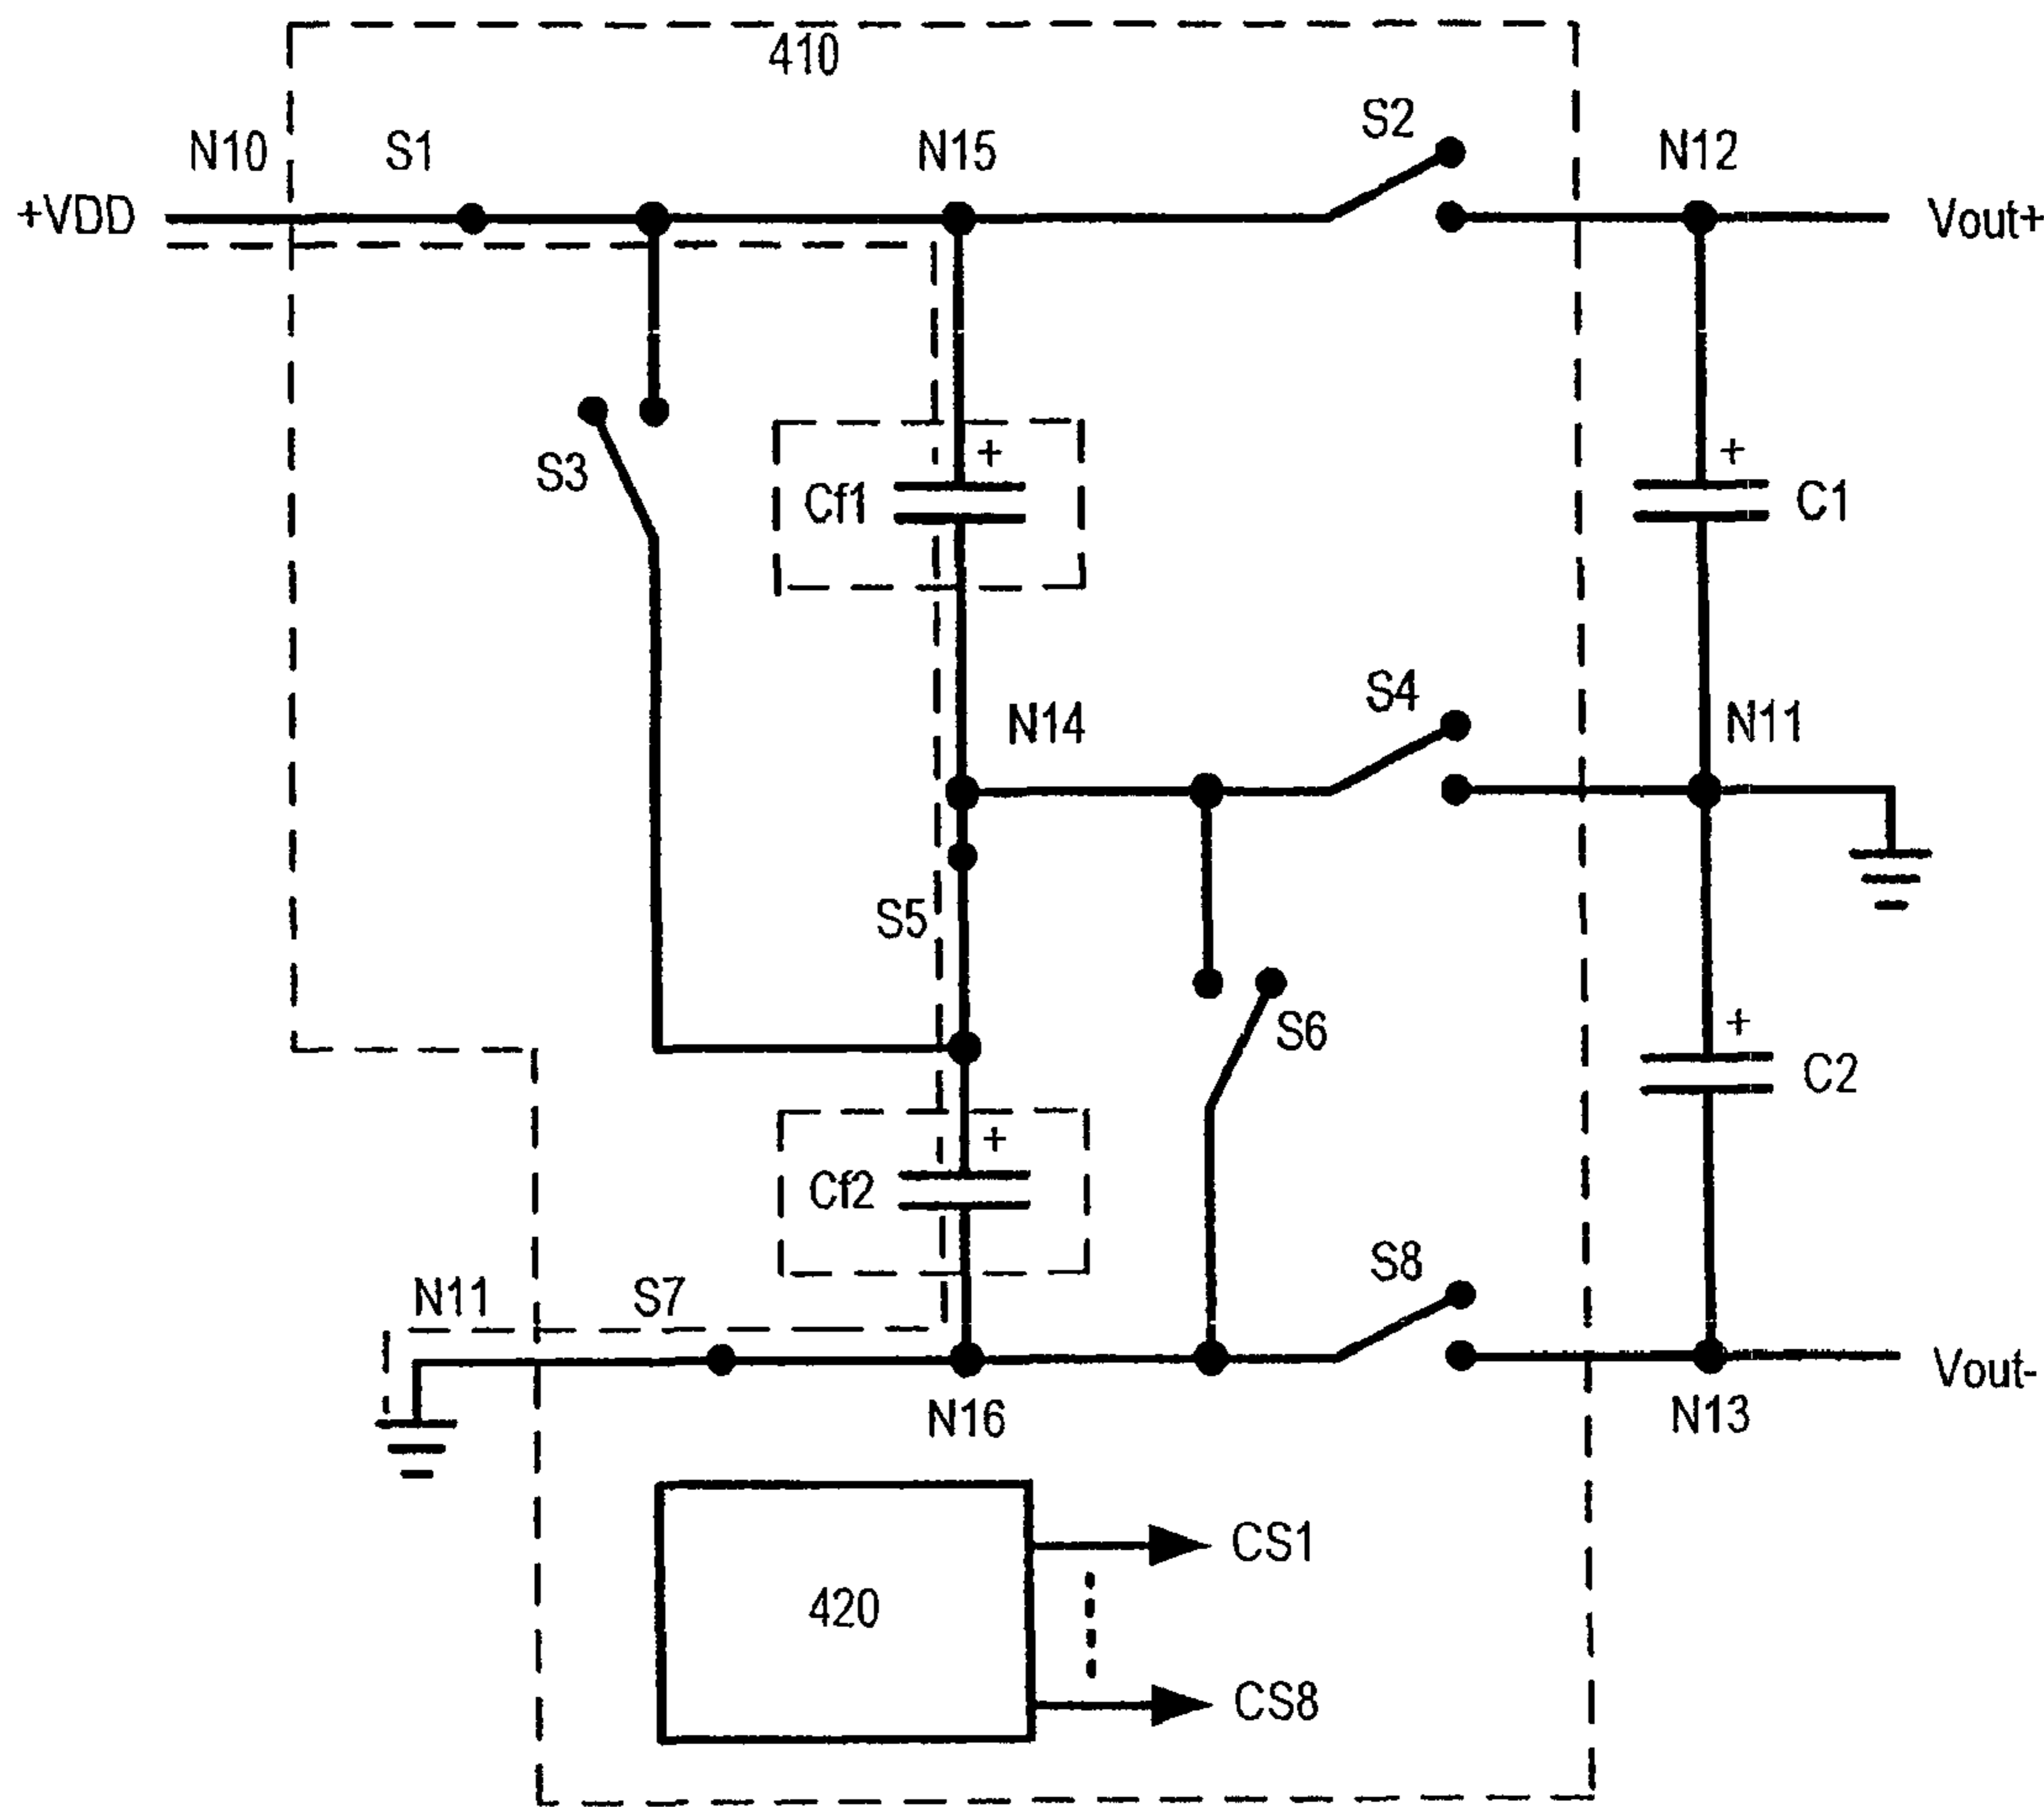 410
N10
S1
N15
S2
N12
+VDD
Vout+
S3
+
Cf1
+
C1
N14
S4
N11
S5
S6
+
C2
+
Cf2
N11
S7
S8
N16
N13
Vout-
420
CS1
CS8